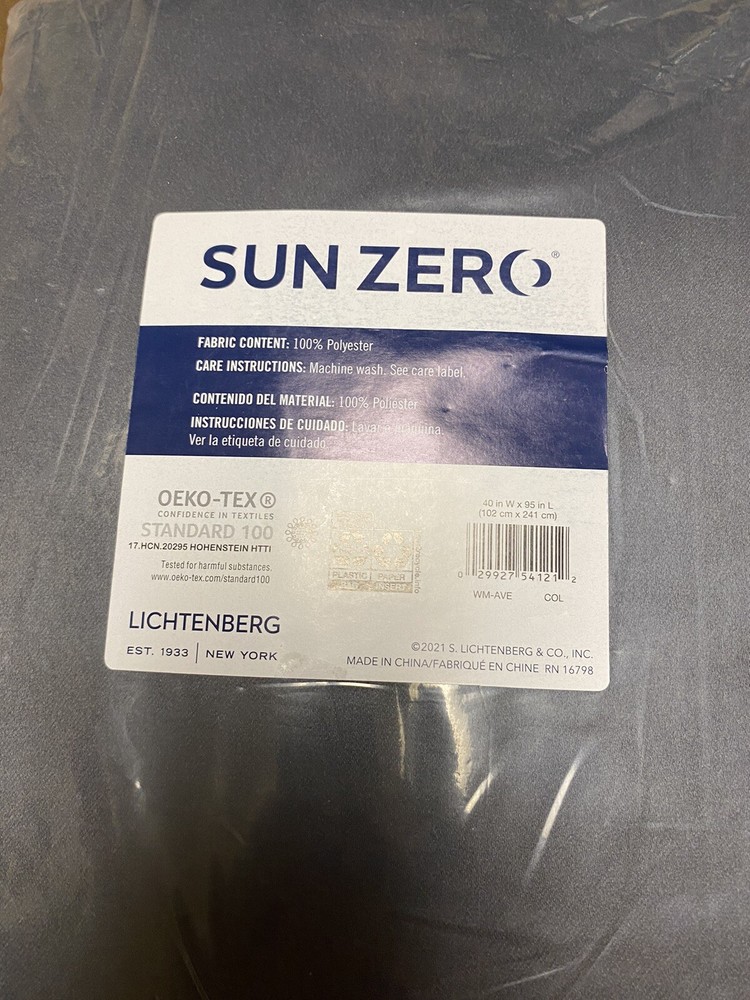 SUN ZERO®
FABRIC CONTENT: 100% Polyester
CARE INSTRUCTIONS: Machine wash. See care label.
CONTENIDO DEL MATERIAL: 100% Poliéster
INSTRUCCIONES DE CUIDADO:
Ver la etiqueta de cuidado
OEKO-TEX®
CONFIDENCE IN TEXTILES
STANDARD 100
17.HCN.20295 HOHENSTEIN HTTI
Tested for harmful substances.
www.oeko-tex.com/standard100
PLASTIC PAPER
INSERT
40 in W x 95 in L
(102 cm x 241 cm)
0 29927 54121 2
WM-AVE COL
LICHTENBERG
EST. 1933 | NEW YORK
©2021 S. LICHTENBERG & CO., INC.
MADE IN CHINA/FABRIQUÉ EN CHINE RN 16798